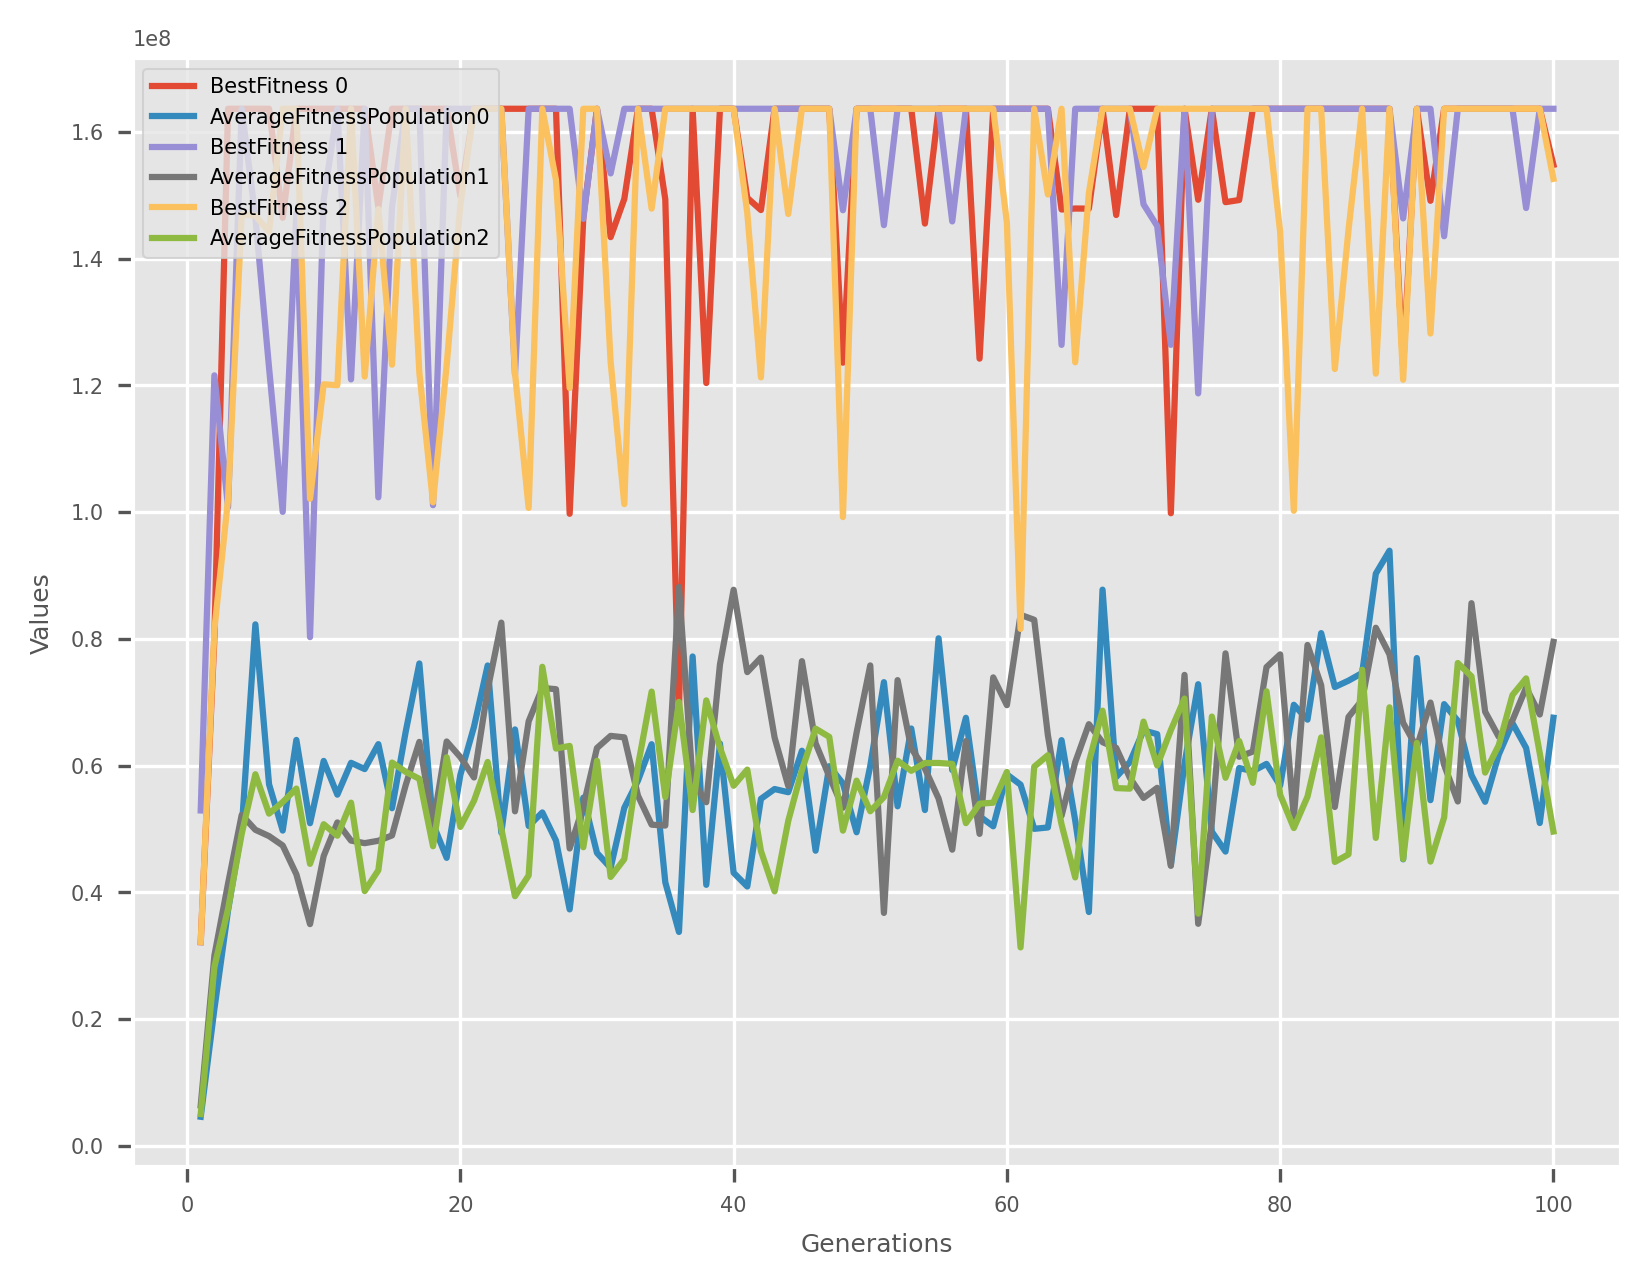 1e8
BestFitness 0
AverageFitnessPopulation0
BestFitness 1
AverageFitnessPopulation1
BestFitness 2
AverageFitnessPopulation2
1.6
1.4
1.2
1.0
0.8
0.6
0.4
0.2
0.0
Values
0 20 40 60 80 100
Generations